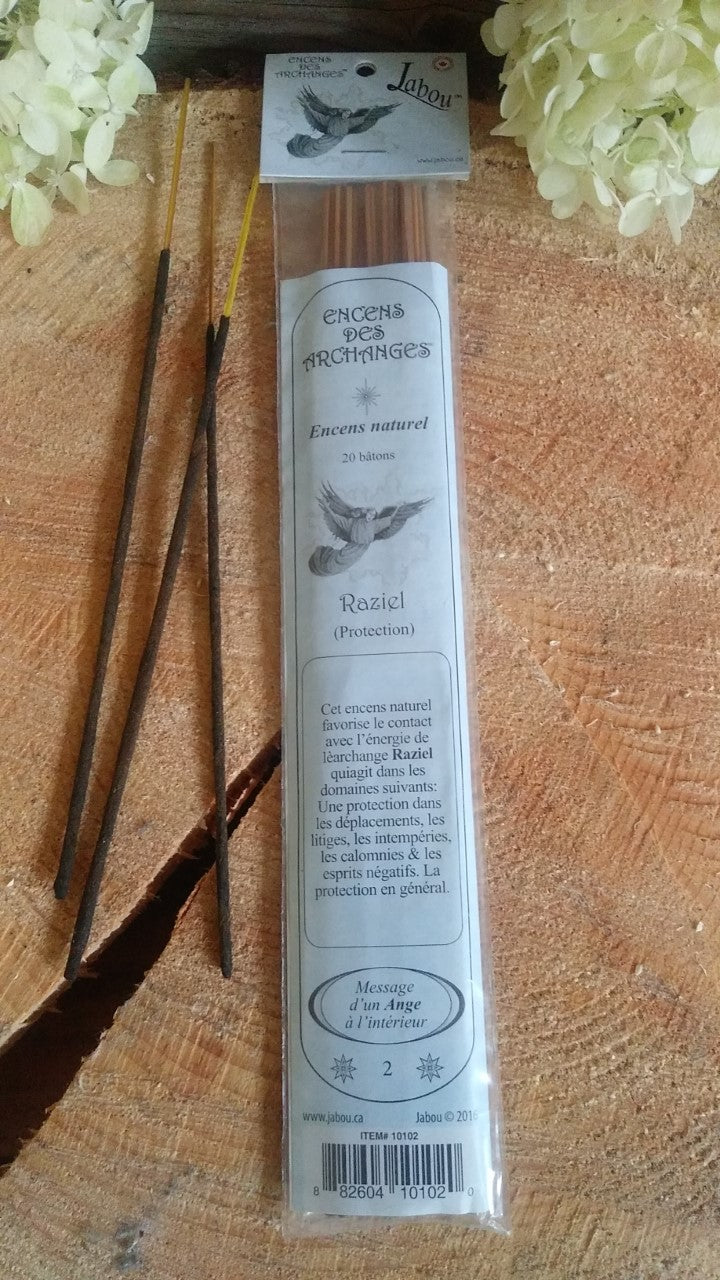 ENCENS
DES
ARCHANGES™
Jabou™
www.jabou.ca
ENCENS
DES
ARCHANGES™
Encens naturel
20 bâtons
Raziel
(Protection)
Cet encens naturel
favorise le contact
avec l'énergie de
léarchange Raziel
quiagit dans les
domaines suivants:
Une protection dans
les déplacements, les
litiges, les intempéries,
les calomnies & les
esprits négatifs. La
protection en général.
Message
d'un Ange
à l'intérieur
2
www.jabou.ca Jabou © 2016
ITEM# 10102
8 82604 10102 0